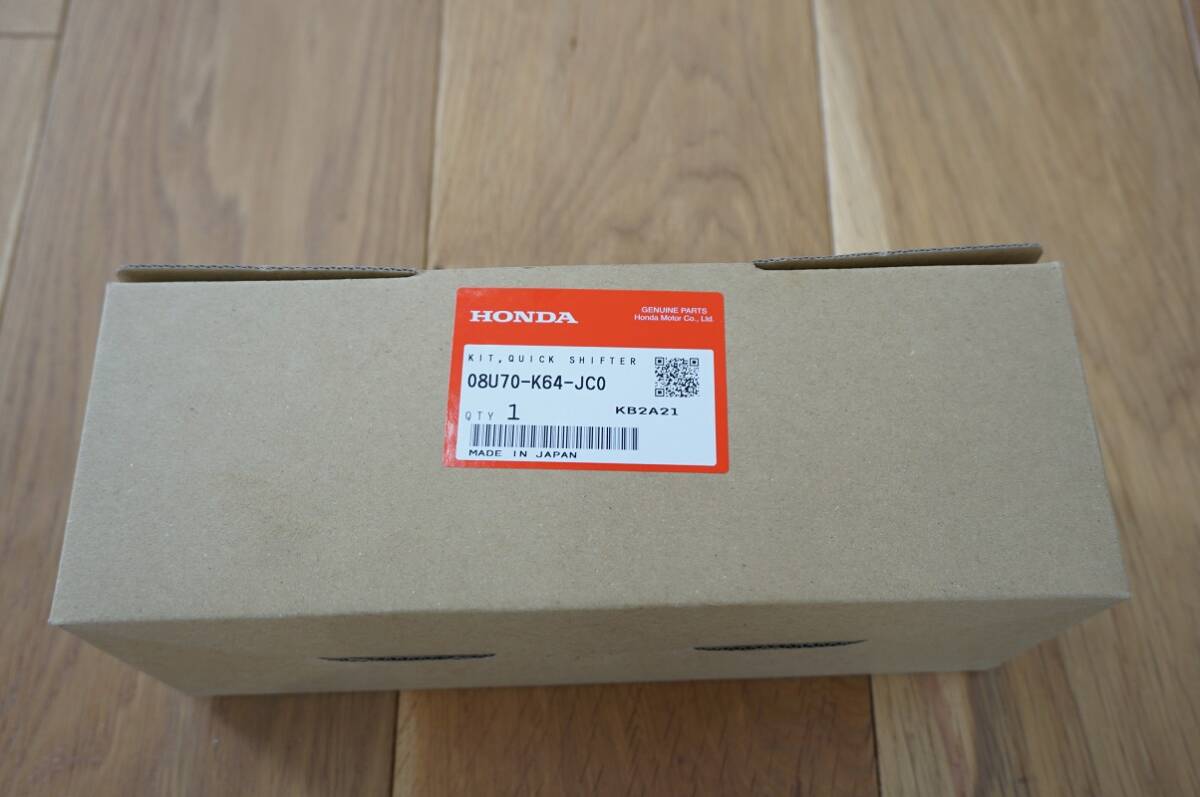 HONDA
GENUINE PARTS
Honda Motor Co., Ltd.
KIT,QUICK SHIFTER
08U70-K64-JC0
QTY 1 KB2A21
MADE IN JAPAN